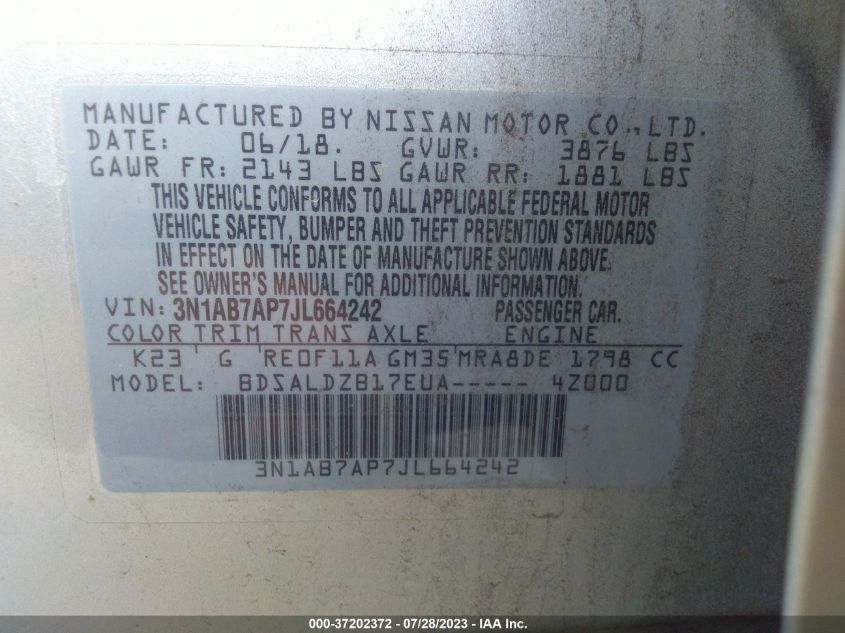 MANUFACTURED BY NISSAN MOTOR CO., LTD.
DATE: 06/18. GVWR: 3876 LBS
GAWR FR: 2143 LBS GAWR RR: 1881 LBS
THIS VEHICLE CONFORMS TO ALL APPLICABLE FEDERAL MOTOR
VEHICLE SAFETY, BUMPER AND THEFT PREVENTION STANDARDS
IN EFFECT ON THE DATE OF MANUFACTURE SHOWN ABOVE.
SEE OWNER'S MANUAL FOR ADDITIONAL INFORMATION.
VIN: 3N1AB7AP7JL664242 PASSENGER CAR.
COLOR TRIM TRANS AXLE ENGINE
K23 G RE0F11A GM35 MRA8DE 1798 CC
MODEL: BDSALDZB17EUA----- 4Z000
3N1AB7AP7JL664242
000-37202372 - 07/28/2023 - IAA Inc.